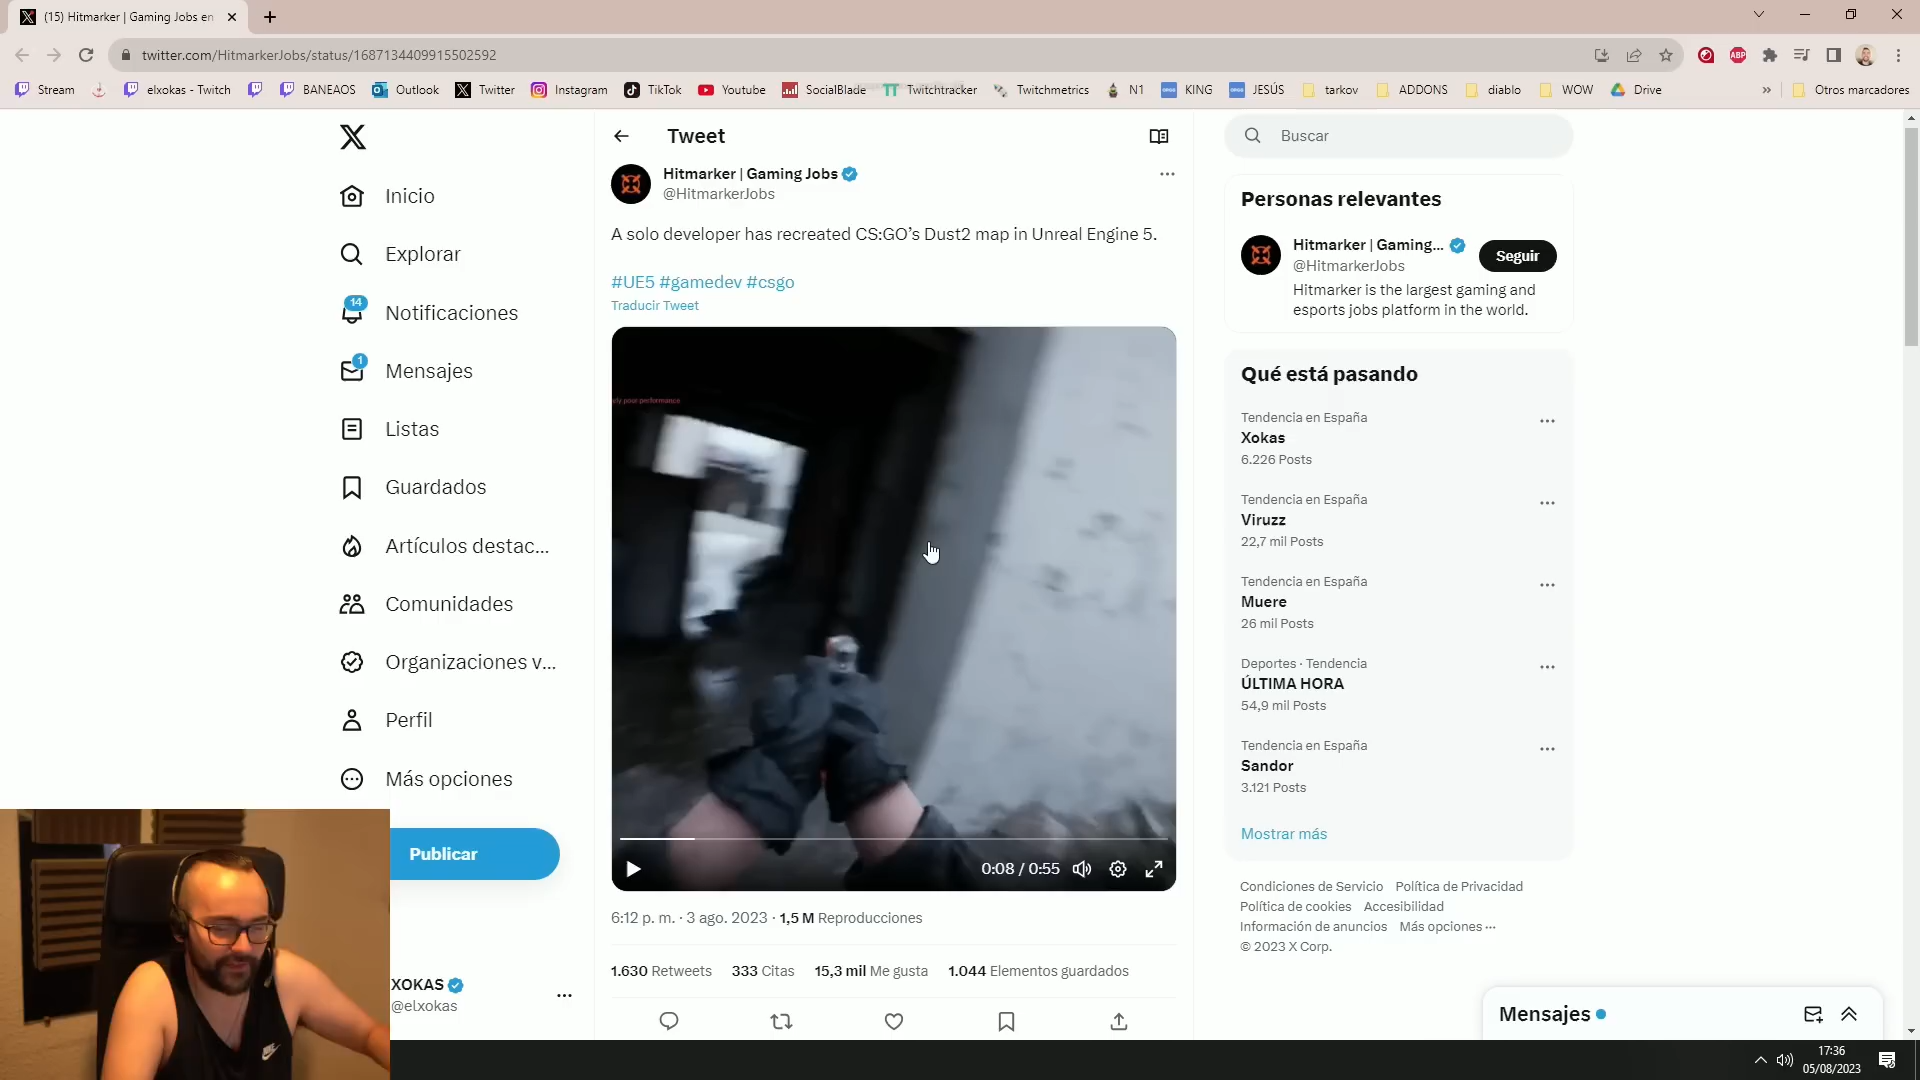 (15) Hitmarker | Gaming Jobs en
twitter.com/HitmarkerJobs/status/1687134409915502592
Stream
elxokas - Twitch
BANEAOS
Outlook
Twitter
Instagram
TikTok
Youtube
SocialBlade
Twitchtracker
Twitchmetrics
N1
KING
JESÚS
tarkov
ADDONS
diablo
WOW
Drive
Otros marcadores
ABP
Inicio
Explorar
14
Notificaciones
1
Mensajes
Listas
Guardados
Artículos destac...
Comunidades
Organizaciones v...
Perfil
Más opciones
Publicar
XOKAS
@elxokas
Tweet
Hitmarker | Gaming Jobs
@HitmarkerJobs
A solo developer has recreated CS:GO’s Dust2 map in Unreal Engine 5.
#UE5 #gamedev #csgo
Traducir Tweet
0:08 / 0:55
6:12 p. m. · 3 ago. 2023 · 1,5 M Reproducciones
1.630 Retweets 333 Citas 15,3 mil Me gusta 1.044 Elementos guardados
Buscar
Personas relevantes
Hitmarker | Gaming...
@HitmarkerJobs
Seguir
Hitmarker is the largest gaming and
esports jobs platform in the world.
Qué está pasando
Tendencia en España
Xokas
6.226 Posts
Tendencia en España
Viruzz
22,7 mil Posts
Tendencia en España
Muere
26 mil Posts
Deportes · Tendencia
ÚLTIMA HORA
54,9 mil Posts
Tendencia en España
Sandor
3.121 Posts
Mostrar más
Condiciones de Servicio Política de Privacidad
Política de cookies Accesibilidad
Información de anuncios Más opciones ···
© 2023 X Corp.
Mensajes
17:36
05/08/2023